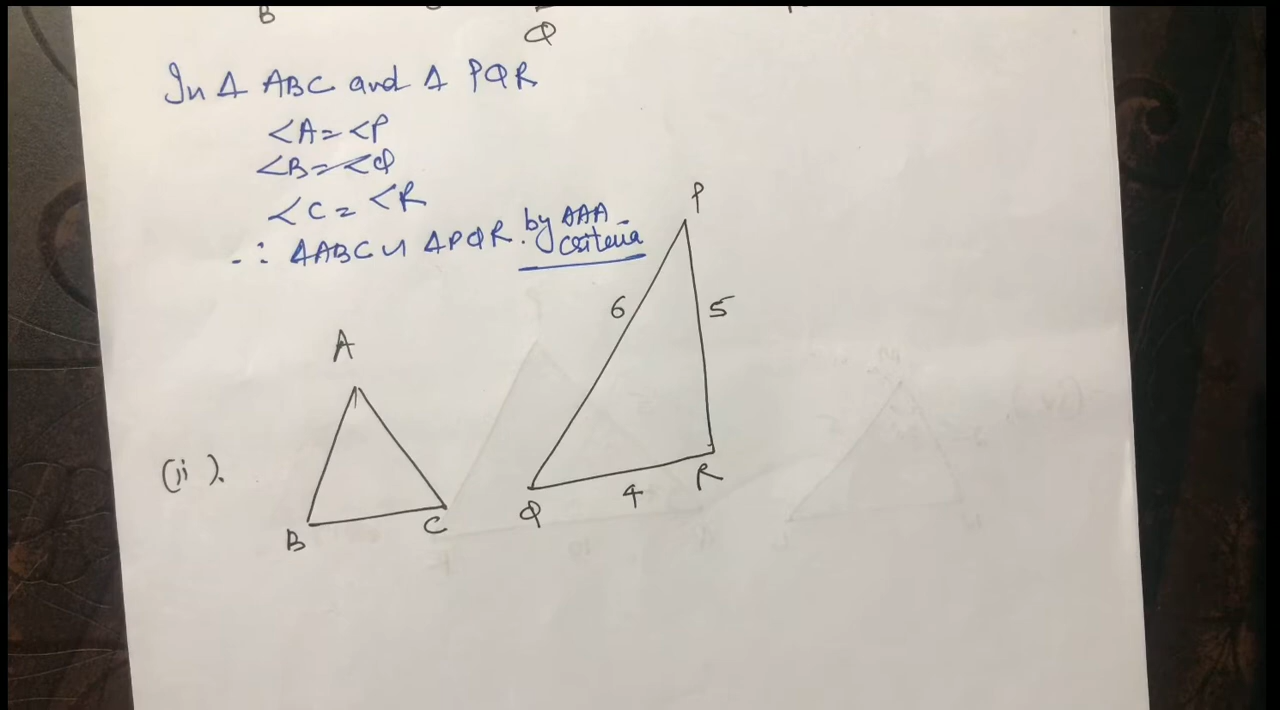 B
Q
In Δ ABC and Δ PQR
<A = <P
<B = <Q
<C = <R
∴ ΔABC ∽ ΔPQR. by AAA
criteria
P
6
5
A
(ii).
B
C
Q
4
R